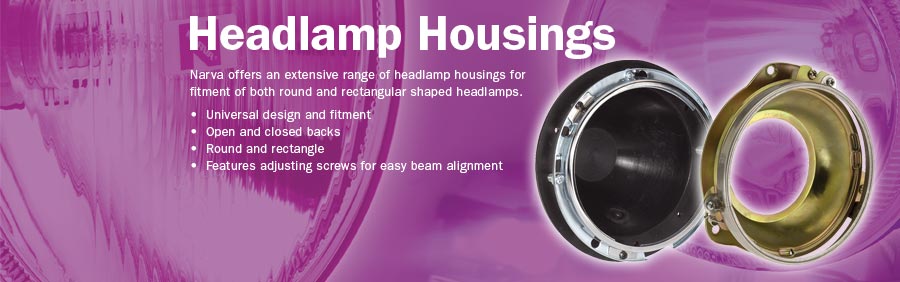 Headlamp Housings
Narva offers an extensive range of headlamp housings for
fitment of both round and rectangular shaped headlamps.
• Universal design and fitment
• Open and closed backs
• Round and rectangle
• Features adjusting screws for easy beam alignment